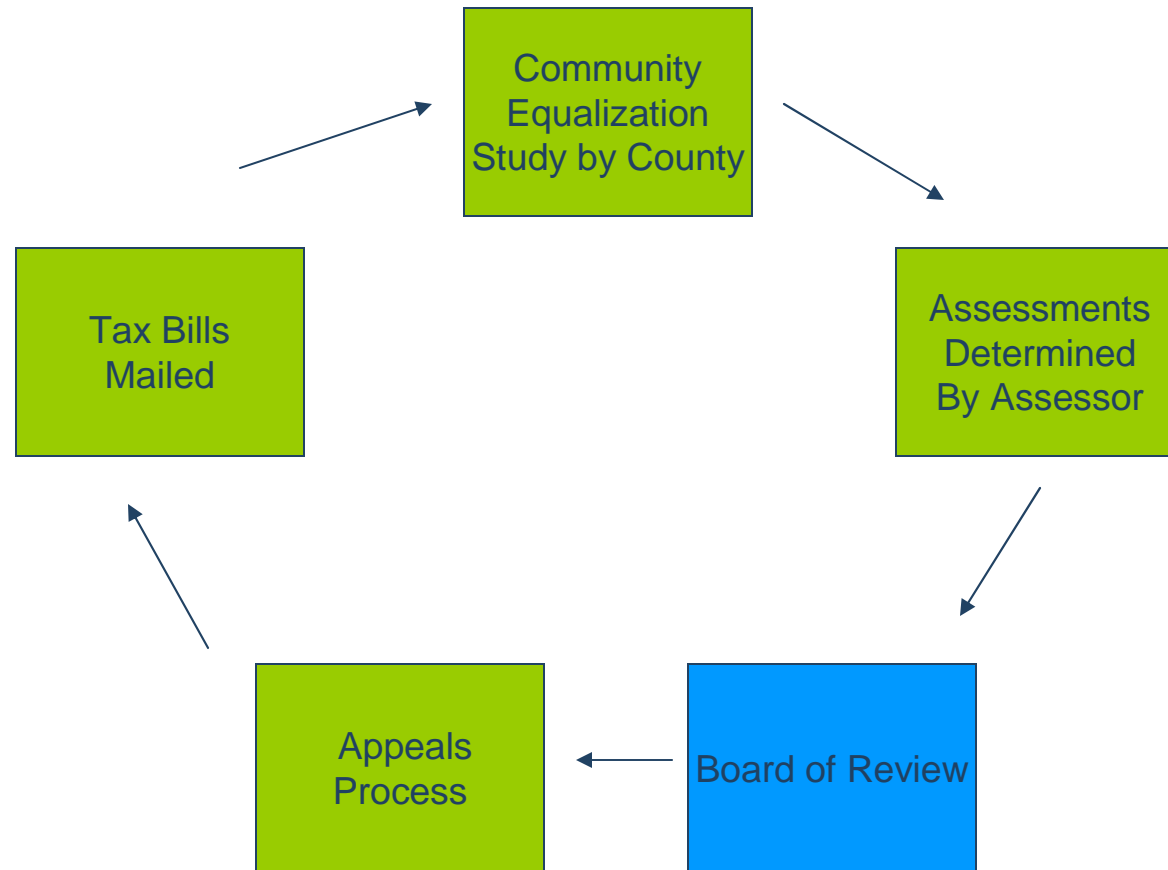 Community
Equalization
Study by County
Assessments
Determined
By Assessor
Board of Review
Appeals
Process
Tax Bills
Mailed